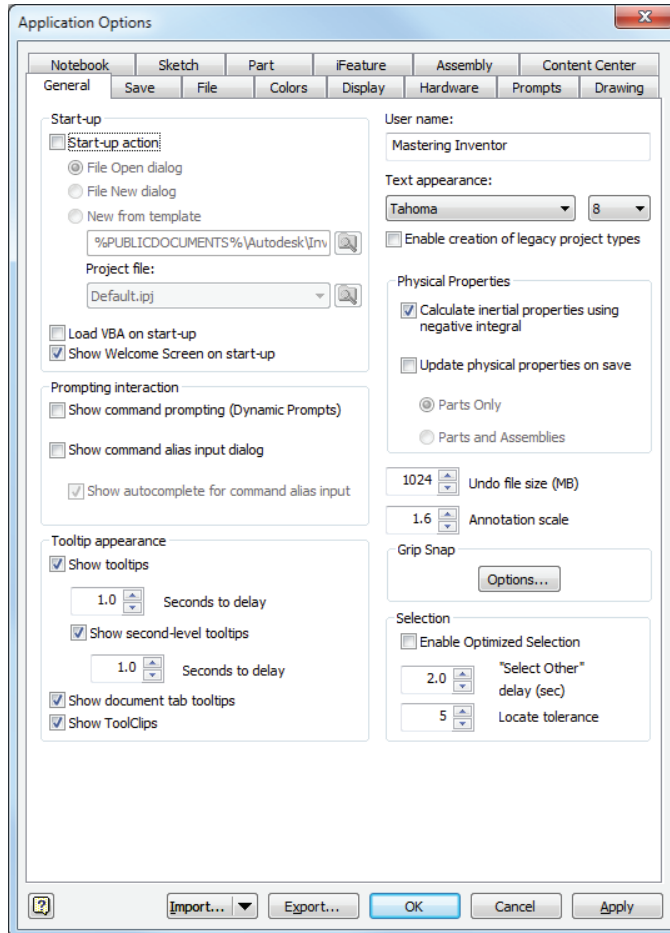 Application Options
Notebook Sketch Part iFeature Assembly Content Center
General Save File Colors Display Hardware Prompts Drawing
Start-up
Start-up action
File Open dialog
File New dialog
New from template
%PUBLICDOCUMENTS%\Autodesk\Inv
Project file:
Default.ipj
Load VBA on start-up
Show Welcome Screen on start-up
Prompting interaction
Show command prompting (Dynamic Prompts)
Show command alias input dialog
Show autocomplete for command alias input
Tooltip appearance
Show tooltips
1.0 Seconds to delay
Show second-level tooltips
1.0 Seconds to delay
Show document tab tooltips
Show ToolClips
User name:
Mastering Inventor
Text appearance:
Tahoma 8
Enable creation of legacy project types
Physical Properties
Calculate inertial properties using
negative integral
Update physical properties on save
Parts Only
Parts and Assemblies
1024 Undo file size (MB)
1.6 Annotation scale
Grip Snap
Options...
Selection
Enable Optimized Selection
"Select Other"
2.0 delay (sec)
5 Locate tolerance
Import... Export... OK Cancel Apply